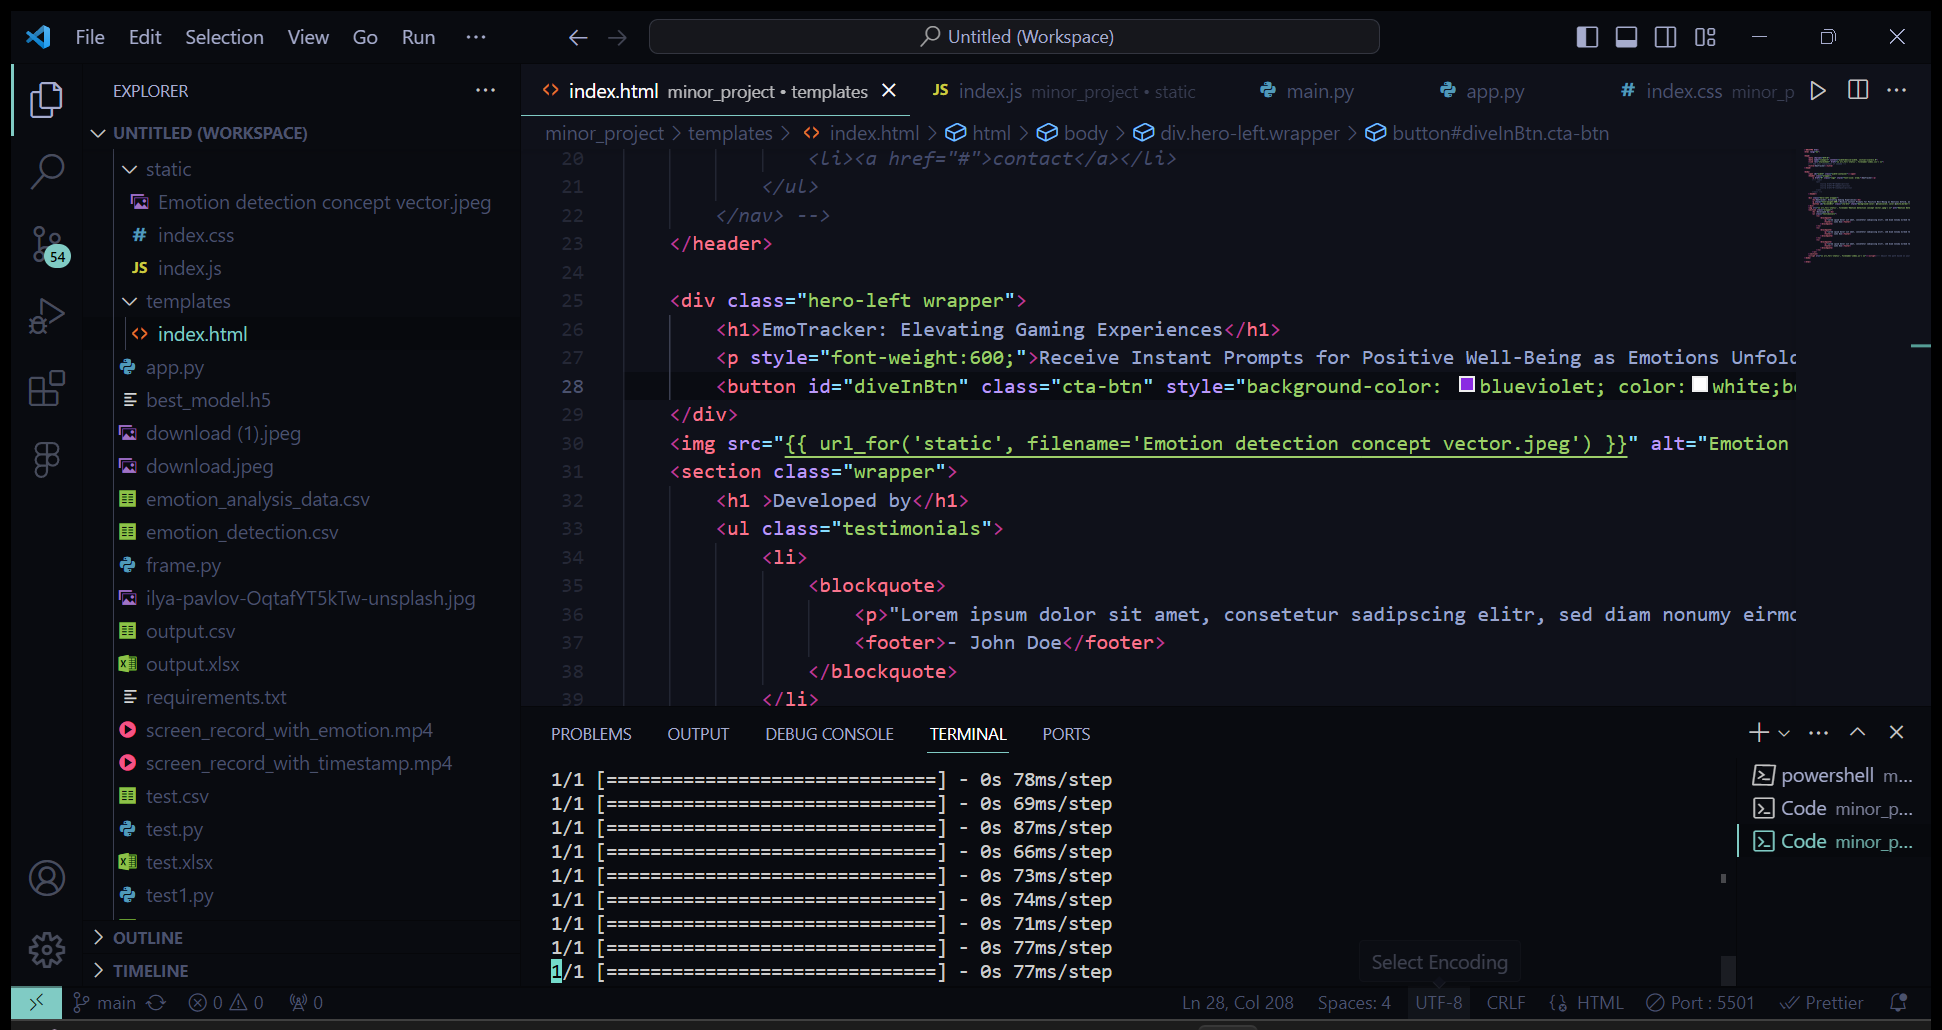 File Edit Selection View Go Run ··· Untitled (Workspace)
EXPLORER ···
UNTITLED (WORKSPACE)
static
Emotion detection concept vector.jpeg
# index.css
JS index.js
templates
<> index.html
app.py
best_model.h5
download (1).jpeg
download.jpeg
emotion_analysis_data.csv
emotion_detection.csv
frame.py
ilya-pavlov-OqtafYT5kTw-unsplash.jpg
output.csv
output.xlsx
requirements.txt
screen_record_with_emotion.mp4
screen_record_with_timestamp.mp4
test.csv
test.py
test.xlsx
test1.py
OUTLINE
TIMELINE
54
<> index.html minor_project • templates JS index.js minor_project • static main.py app.py # index.css minor_p ···
minor_project > templates > <> index.html > html > body > div.hero-left.wrapper > button#diveInBtn.cta-btn
20 <li><a href="#">contact</a></li>
21 </ul>
22 </nav> -->
23 </header>
24
25 <div class="hero-left wrapper">
26 <h1>EmoTracker: Elevating Gaming Experiences</h1>
27 <p style="font-weight:600;">Receive Instant Prompts for Positive Well-Being as Emotions Unfol
28 <button id="diveInBtn" class="cta-btn" style="background-color: blueviolet; color: white;b
29 </div>
30 <img src="{{ url_for('static', filename='Emotion detection concept vector.jpeg') }}" alt="Emotion
31 <section class="wrapper">
32 <h1 >Developed by</h1>
33 <ul class="testimonials">
34 <li>
35 <blockquote>
36 <p>"Lorem ipsum dolor sit amet, consetetur sadipscing elitr, sed diam nonumy eirm
37 <footer>- John Doe</footer>
38 </blockquote>
39 </li>
PROBLEMS OUTPUT DEBUG CONSOLE TERMINAL PORTS ···
1/1 [==============================] - 0s 78ms/step
1/1 [==============================] - 0s 69ms/step
1/1 [==============================] - 0s 87ms/step
1/1 [==============================] - 0s 66ms/step
1/1 [==============================] - 0s 73ms/step
1/1 [==============================] - 0s 74ms/step
1/1 [==============================] - 0s 71ms/step
1/1 [==============================] - 0s 77ms/step
1/1 [==============================] - 0s 77ms/step
powershell m...
Code minor_p...
Code minor_p...
Select Encoding
main 0 0 0 Ln 28, Col 208 Spaces: 4 UTF-8 CRLF HTML Port : 5501 Prettier